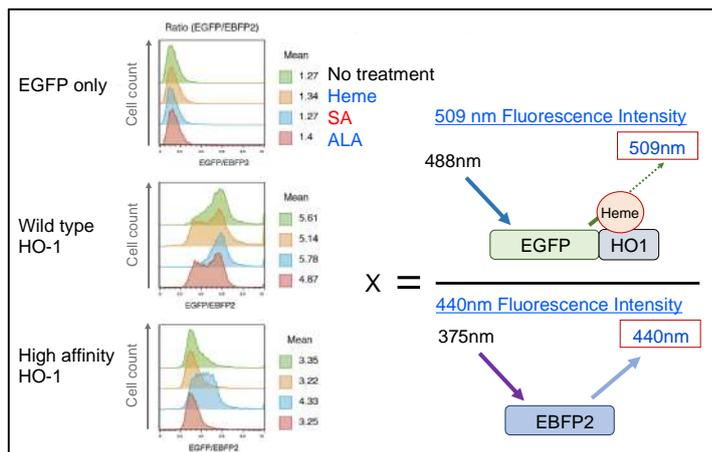 Ratio (EGFP/EBFP2)
EGFP only
Cell count
Mean
1.27 No treatment
1.34 Heme
1.27 SA
1.4 ALA
EGFP/EBFP2
Wild type
HO-1
Cell count
Mean
5.61
5.14
5.78
4.87
EGFP/EBFP2
High affinity
HO-1
Cell count
Mean
3.35
3.22
4.33
3.25
EGFP/EBFP2
X =
509 nm Fluorescence Intensity
488nm
509nm
Heme
EGFP
HO1
440nm Fluorescence Intensity
375nm
440nm
EBFP2